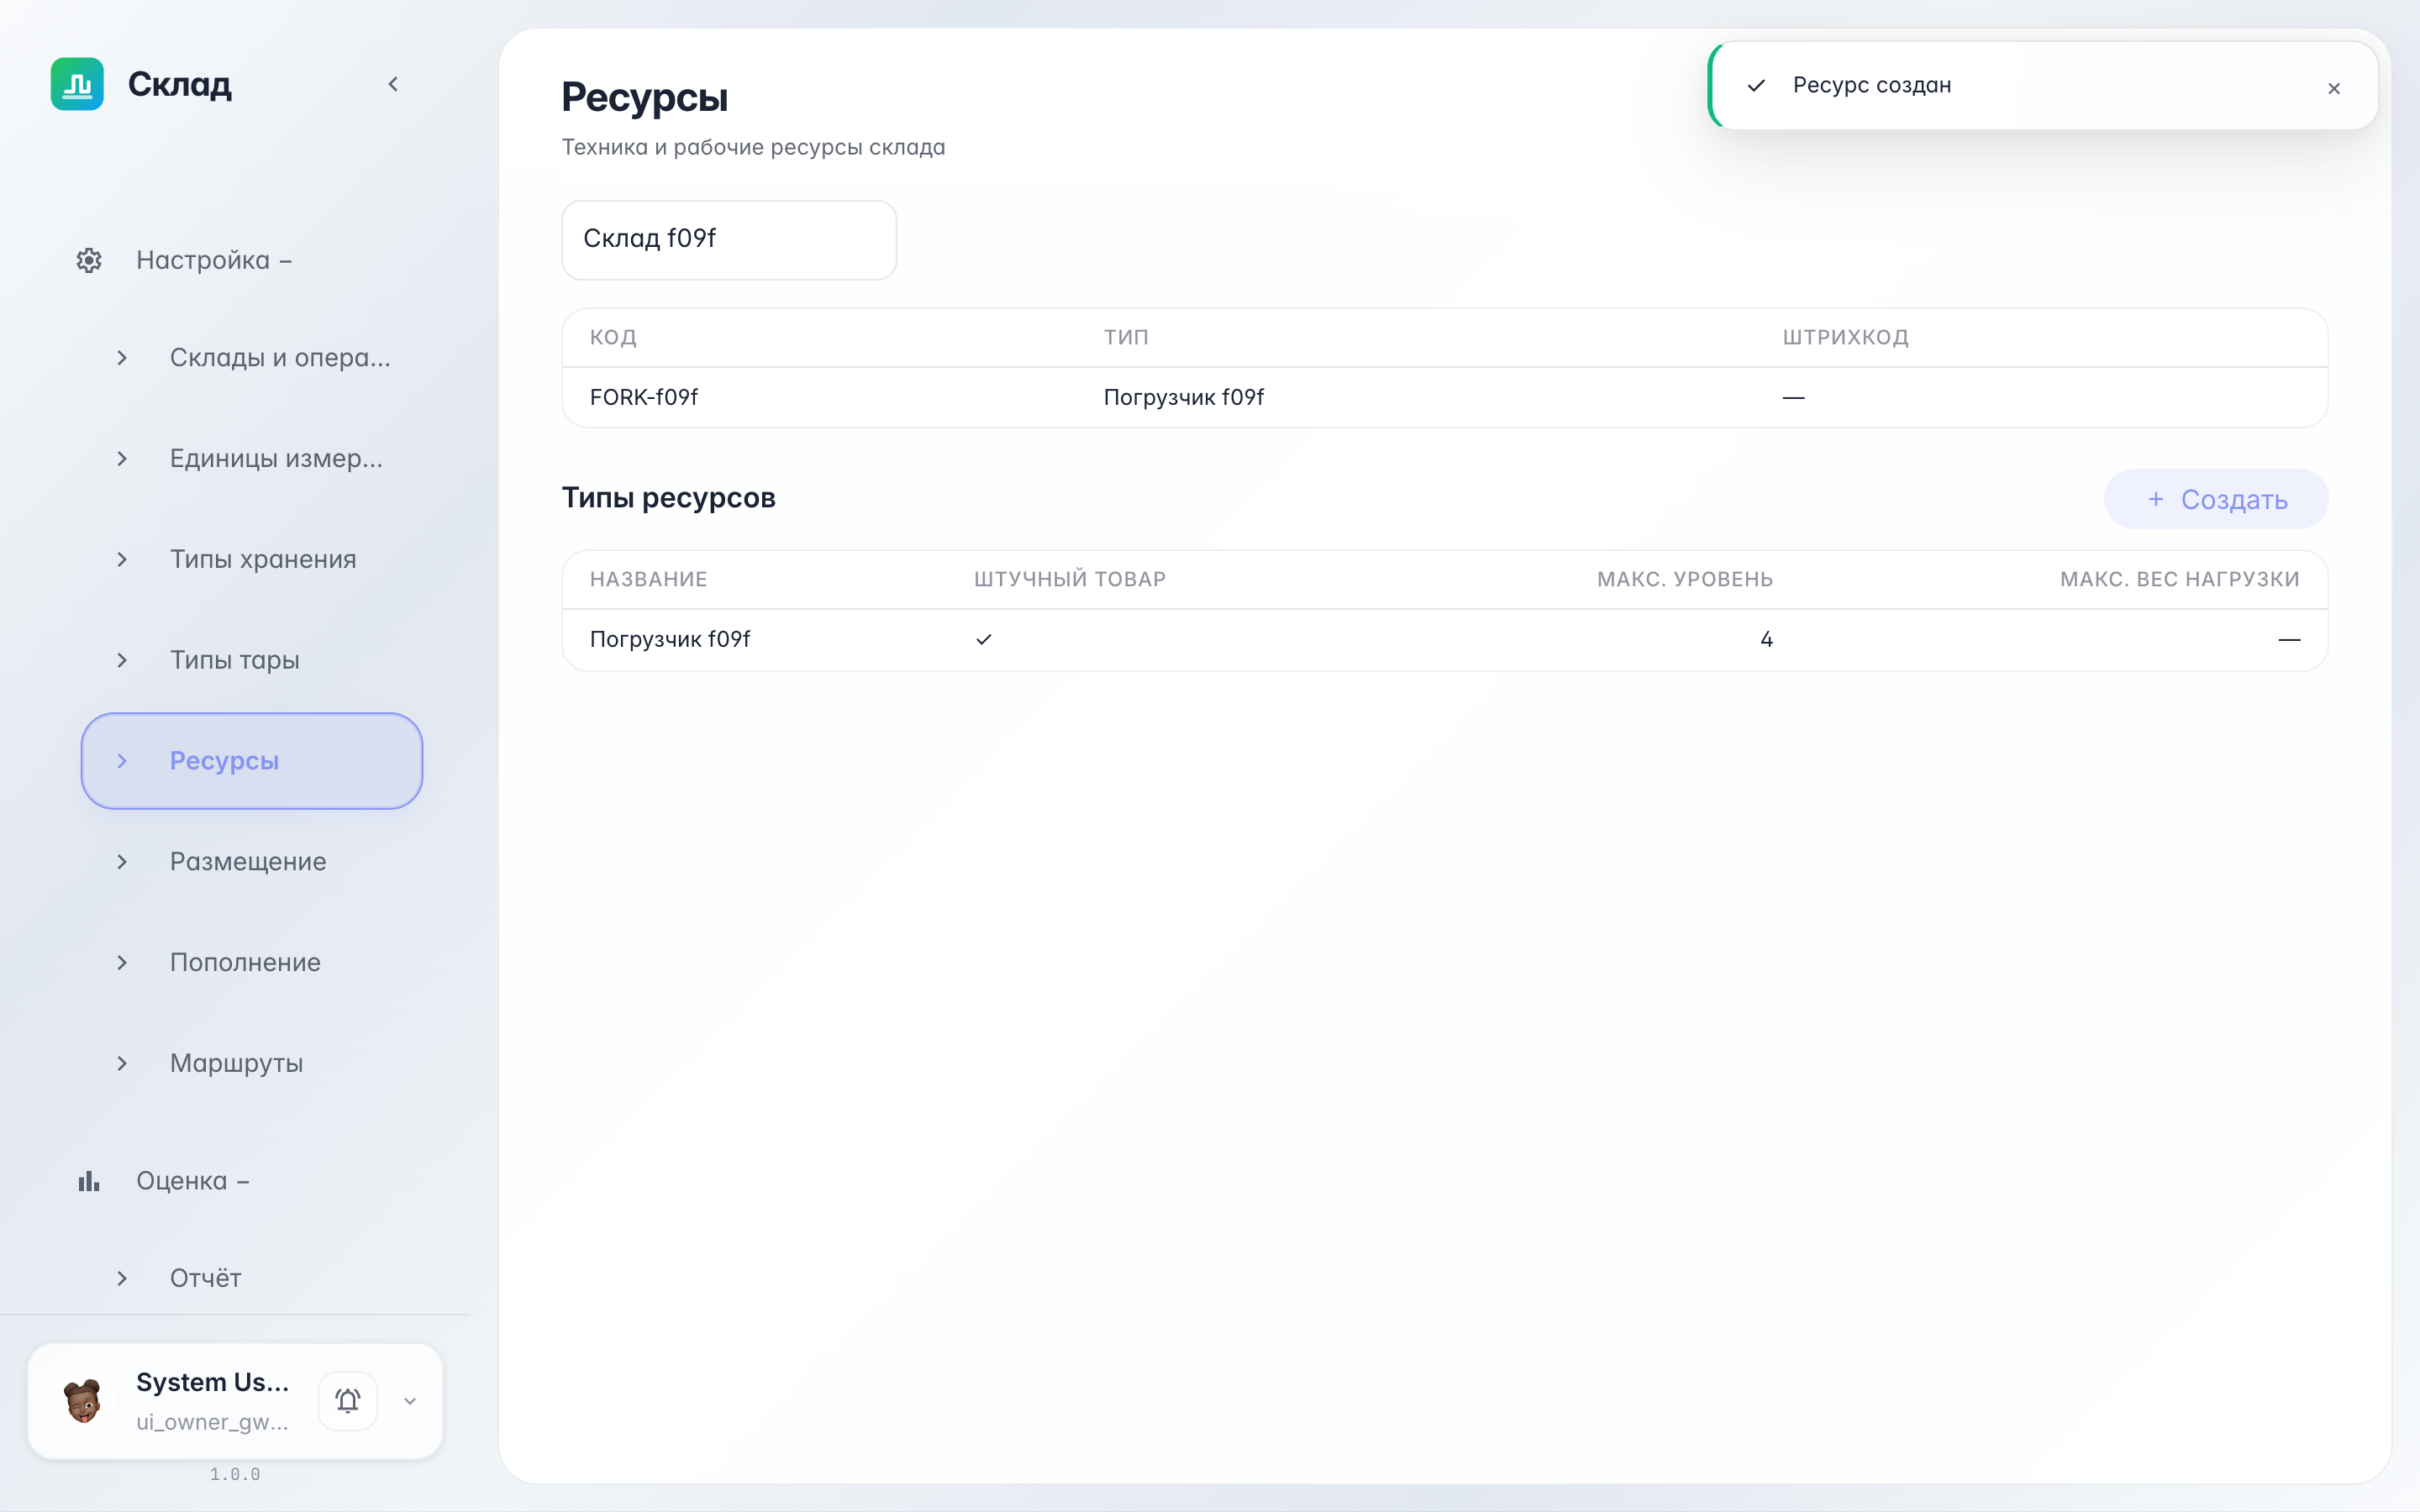 Склад
Настройка –
Склады и опера...
Единицы измер...
Типы хранения
Типы тары
Ресурсы
Размещение
Пополнение
Маршруты
Оценка –
Отчёт
System Us...
ui_owner_gw...
1.0.0
Ресурсы
Техника и рабочие ресурсы склада
Ресурс создан
Склад f09f
КОД ТИП ШТРИХКОД
FORK-f09f Погрузчик f09f —
Типы ресурсов
+ Создать
НАЗВАНИЕ ШТУЧНЫЙ ТОВАР МАКС. УРОВЕНЬ МАКС. ВЕС НАГРУЗКИ
Погрузчик f09f ✓ 4 —